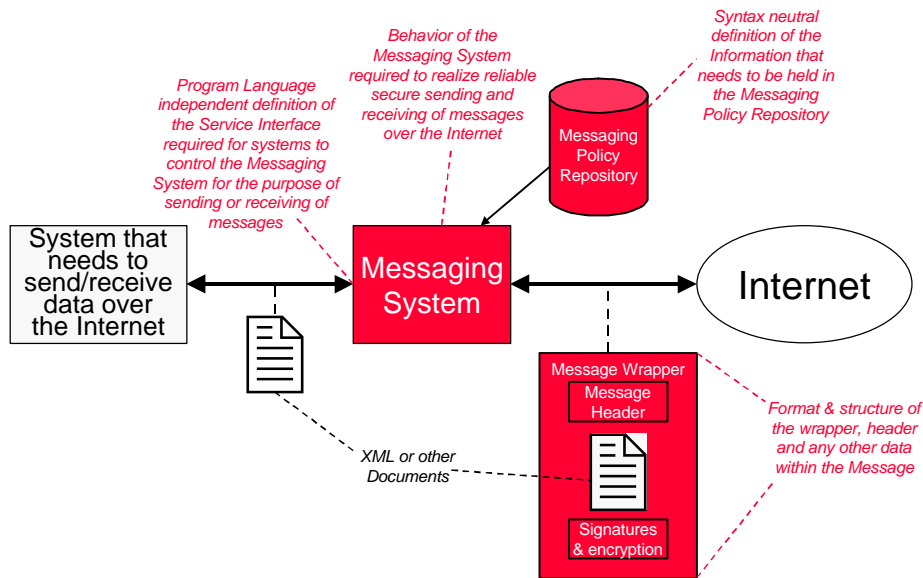 Behavior of the
Messaging System
required to realize reliable
secure sending and
receiving of messages
over the Internet
Syntax neutral
definition of the
Information that
needs to be held in
the Messaging
Policy Repository
Program Language
independent definition of
the Service Interface
required for systems to
control the Messaging
System for the purpose of
sending or receiving of
messages
Messaging
Policy
Repository
System that
needs to
send/receive
data over
the Internet
Messaging
System
Internet
Message Wrapper
Message
Header
Format & structure of
the wrapper, header
and any other data
within the Message
XML or other
Documents
Signatures
& encryption